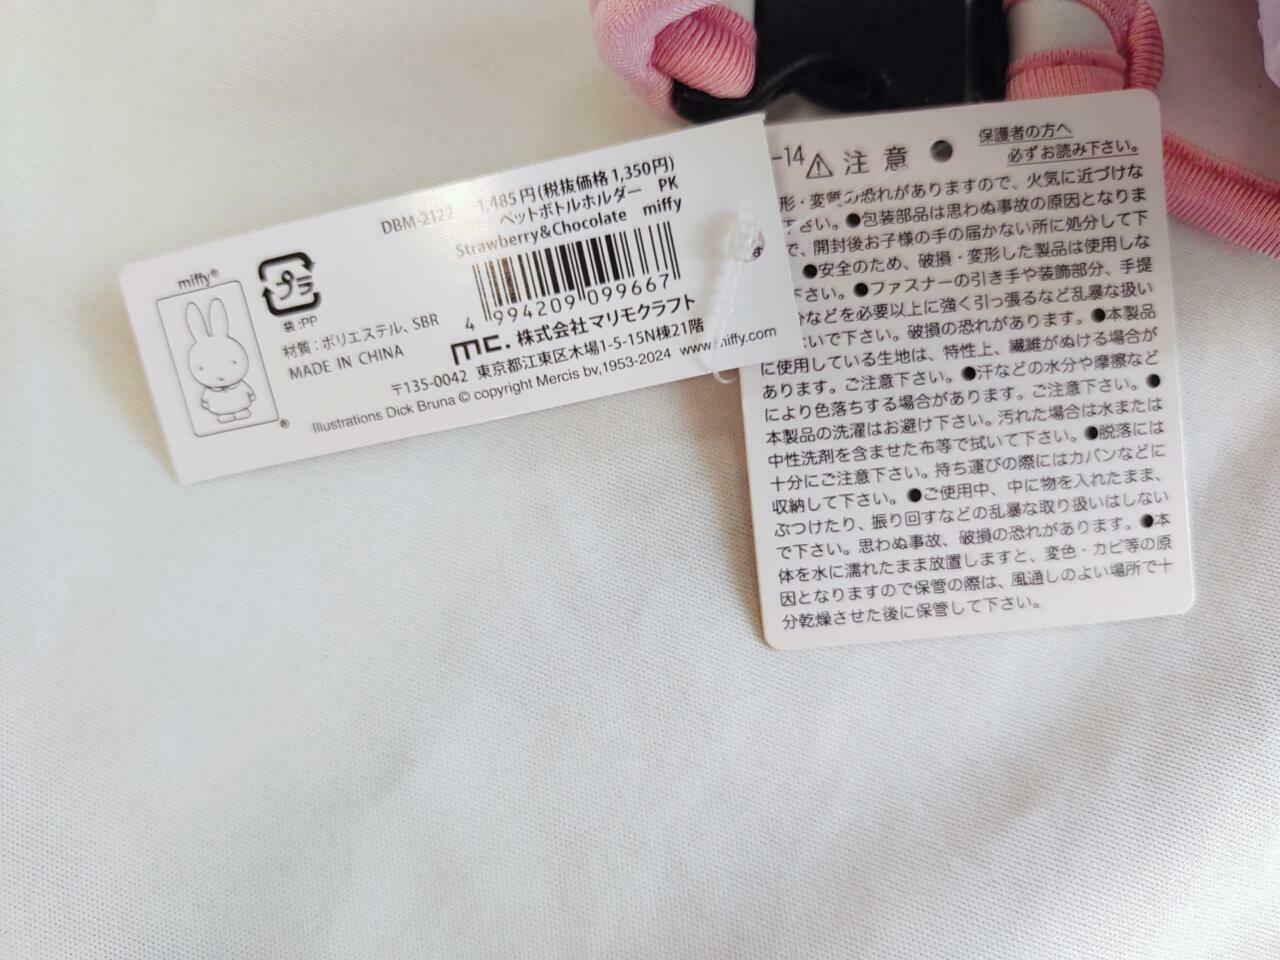 DBM-2122 1,485円(税抜価格1,350円)
ペットボトルホルダー PK
Strawberry&Chocolate miffy
miffy®
プラ
袋:PP
4 994209 099667
材質:ポリエステル、SBR
MADE IN CHINA
mc. 株式会社マリモクラフト
〒135-0042 東京都江東区木場1-5-15N棟21階
Illustrations Dick Bruna © copyright Mercis bv,1953-2024 www.miffy.com
®
-14 ⚠ 注意
保護者の方へ
必ずお読み下さい。
形・変質の恐れがありますので、火気に近づけな
下さい。●包装部品は思わぬ事故の原因となりま
で、開封後お子様の手の届かない所に処分して下
●安全のため、破損・変形した製品は使用しな
下さい。●ファスナーの引き手や装飾部分、手提
分などを必要以上に強く引っ張るなど乱暴な扱い
ないで下さい。破損の恐れがあります。●本製品
に使用している生地は、特性上、繊維がぬける場合が
あります。ご注意下さい。●汗などの水分や摩擦など
により色落ちする場合があります。ご注意下さい。●
本製品の洗濯はお避け下さい。汚れた場合は水または
中性洗剤を含ませた布等で拭いて下さい。●脱落には
十分にご注意下さい。持ち運びの際にはカバンなどに
収納して下さい。●ご使用中、中に物を入れたまま、
ぶつけたり、振り回すなどの乱暴な取り扱いはしない
で下さい。思わぬ事故、破損の恐れがあります。●本
体を水に濡れたまま放置しますと、変色・カビ等の原
因となりますので保管の際は、風通しのよい場所で十
分乾燥させた後に保管して下さい。